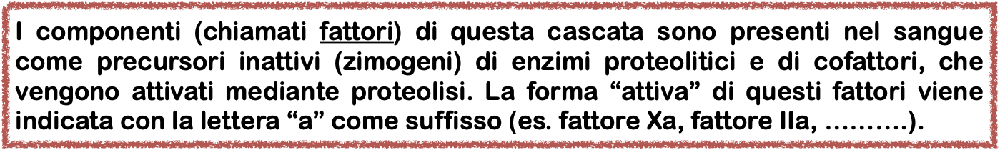 I componenti (chiamati fattori) di questa cascata sono presenti nel sangue
come precursori inattivi (zimogeni) di enzimi proteolitici e di cofattori, che
vengono attivati mediante proteolisi. La forma “attiva” di questi fattori viene
indicata con la lettera “a” come suffisso (es. fattore Xa, fattore IIa, ……….).